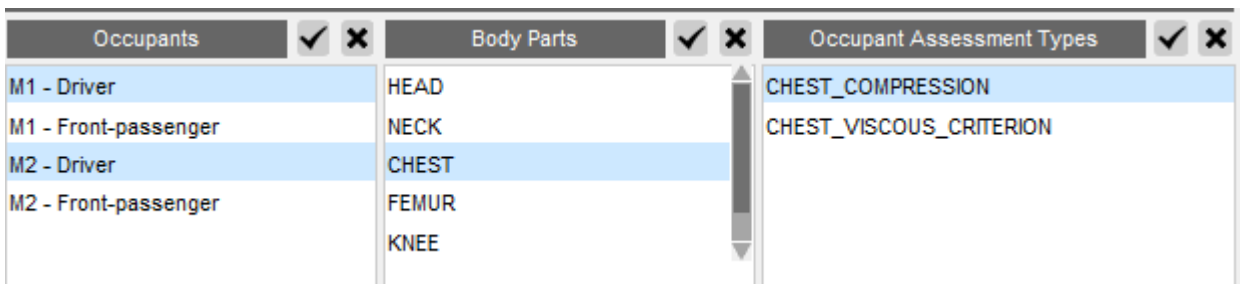 Occupants
Body Parts
Occupant Assessment Types
M1 - Driver
M1 - Front-passenger
M2 - Driver
M2 - Front-passenger
HEAD
NECK
CHEST
FEMUR
KNEE
CHEST_COMPRESSION
CHEST_VISCOUS_CRITERION